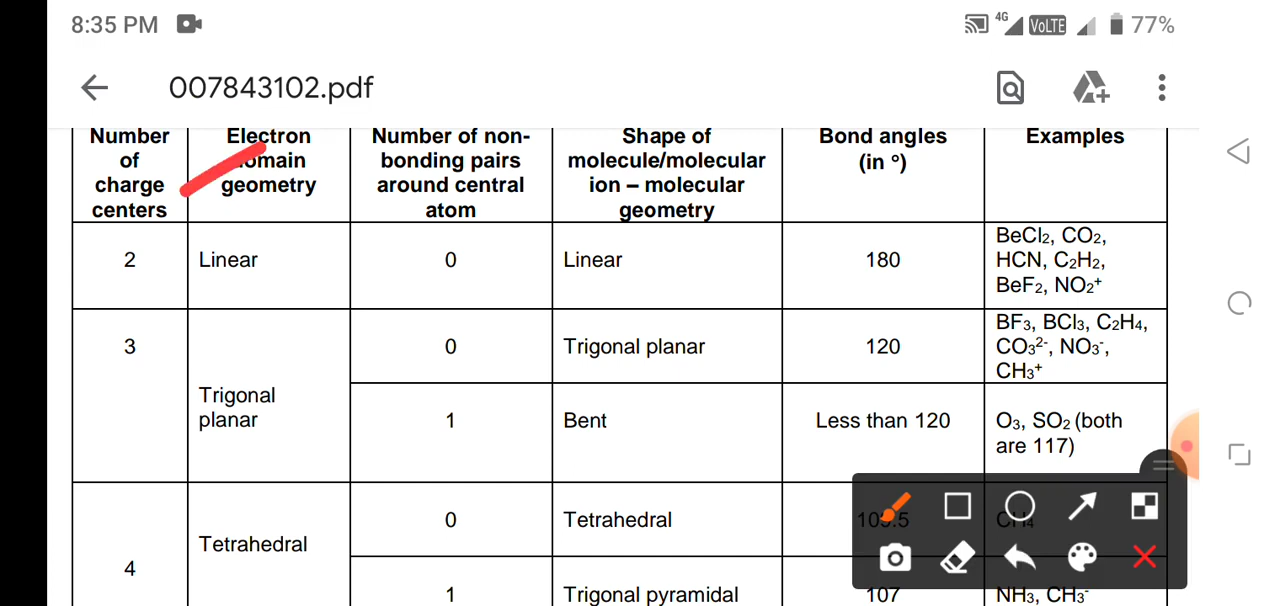 8:35 PM
4G VoLTE 77%
007843102.pdf
Number of charge centers
Electron domain geometry
Number of non-bonding pairs around central atom
Shape of molecule/molecular ion – molecular geometry
Bond angles (in °)
Examples
2
Linear
0
Linear
180
BeCl2, CO2,
HCN, C2H2,
BeF2, NO2+
3
Trigonal
planar
0
Trigonal planar
120
BF3, BCl3, C2H4,
CO32-, NO3-,
CH3+
1
Bent
Less than 120
O3, SO2 (both
are 117)
4
Tetrahedral
0
Tetrahedral
109.5
CH4
1
Trigonal pyramidal
107
NH3, CH3-